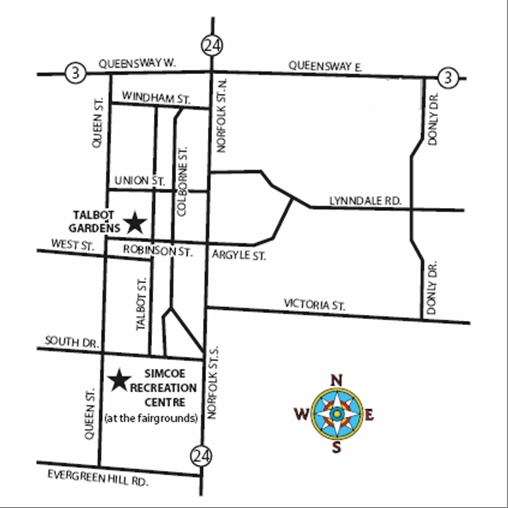 24
QUEENSWAY W.
QUEENSWAY E.
3
3
WINDHAM ST.
QUEEN ST.
NORFOLK ST. N.
DONLY DR.
COLBORNE ST.
UNION ST.
LYNNDALE RD.
TALBOT
GARDENS
WEST ST.
ROBINSON ST.
ARGYLE ST.
TALBOT ST.
DONLY DR.
VICTORIA ST.
SOUTH DR.
SIMCOE
RECREATION
CENTRE
(at the fairgrounds)
QUEEN ST.
NORFOLK ST. S.
N
W
E
S
24
EVERGREEN HILL RD.